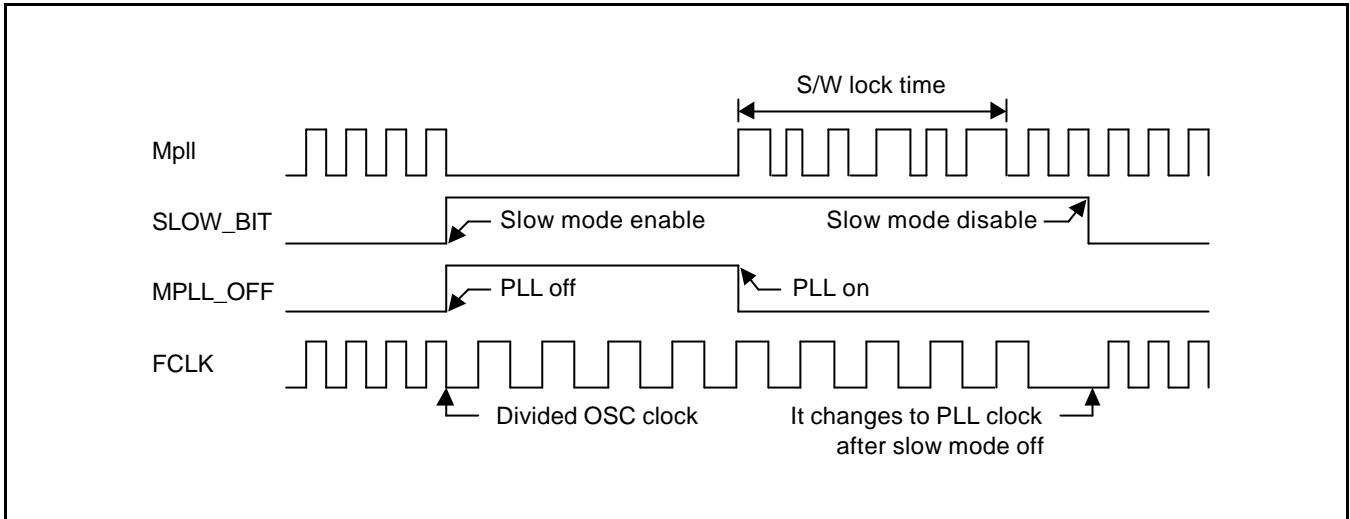 S/W lock time
Mpll
SLOW_BIT
Slow mode enable
Slow mode disable
MPLL_OFF
PLL off
PLL on
FCLK
Divided OSC clock
It changes to PLL clock
after slow mode off